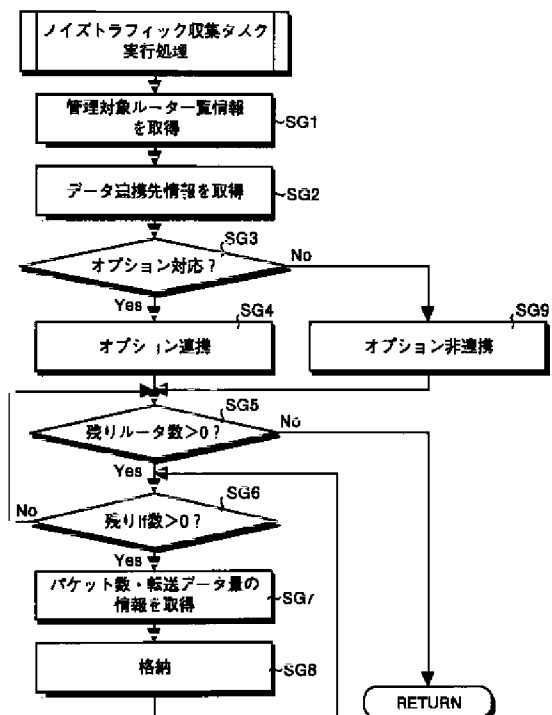 ノイズトラフィック収集タスク
実行処理
管理対象ルータ一覧情報
を取得
SG1
データ連携先情報を取得
SG2
SG3
オプション対応？
No
Yes
SG4
SG9
オプション連携
オプション非連携
SG5
残りルータ数>0？
No
Yes
SG6
残りIf数>0？
No
Yes
パケット数・転送データ量の
情報を取得
SG7
格納
SG8
RETURN